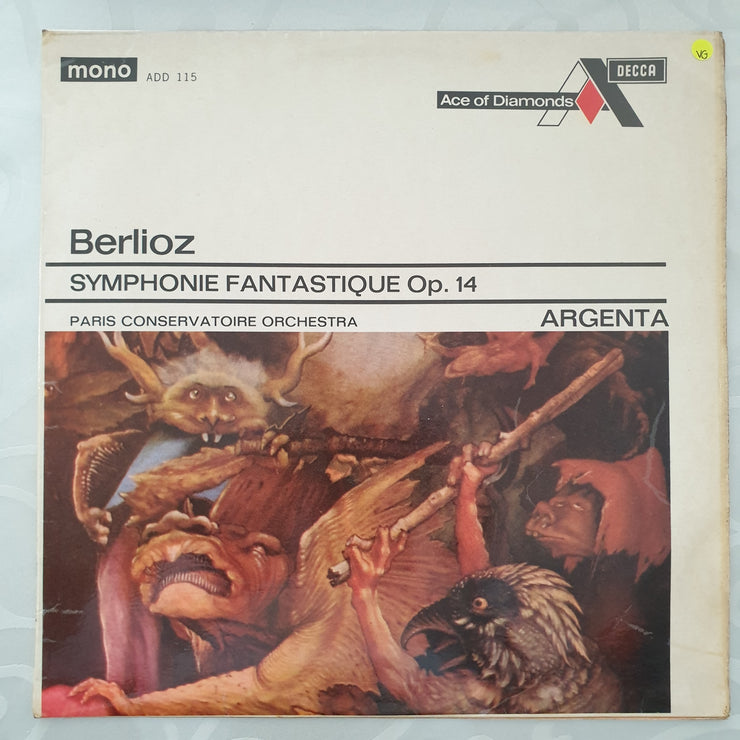 mono ADD 115
VG
DECCA
Ace of Diamonds
Berlioz
SYMPHONIE FANTASTIQUE Op. 14
PARIS CONSERVATOIRE ORCHESTRA ARGENTA